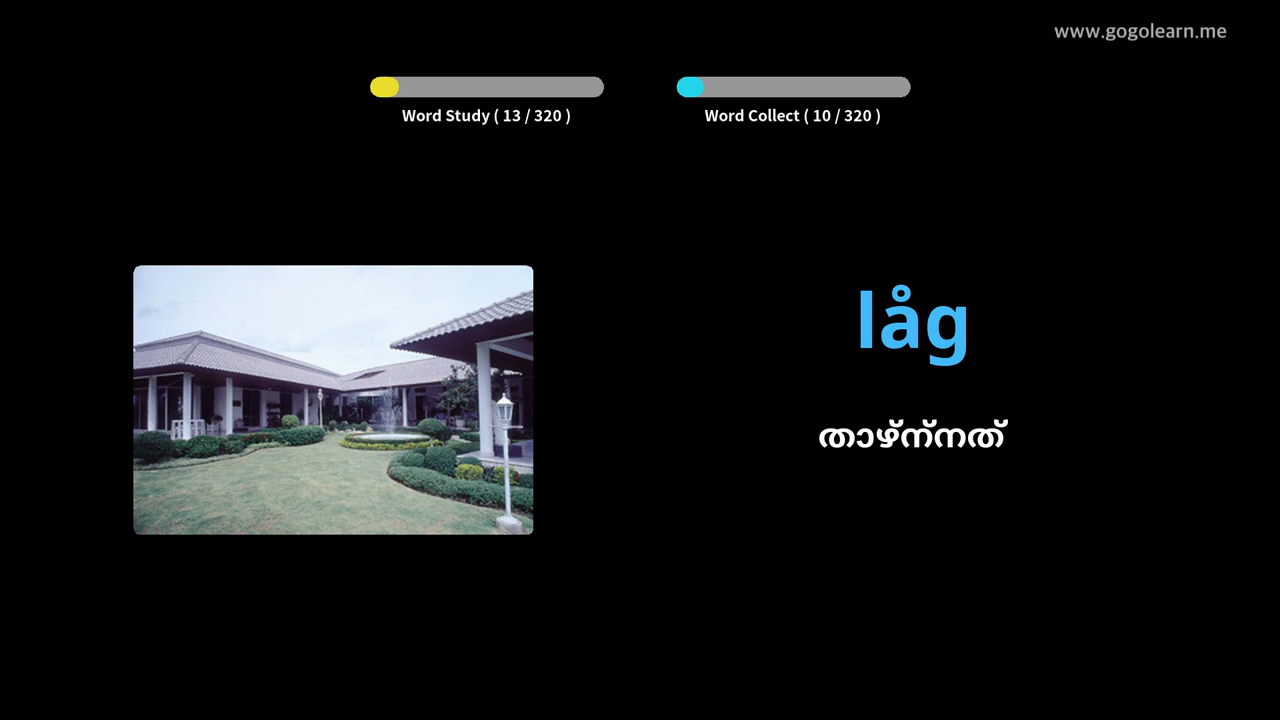 www.gogolearn.me
Word Study ( 13 / 320 )
Word Collect ( 10 / 320 )
låg
താഴ്ന്നത്